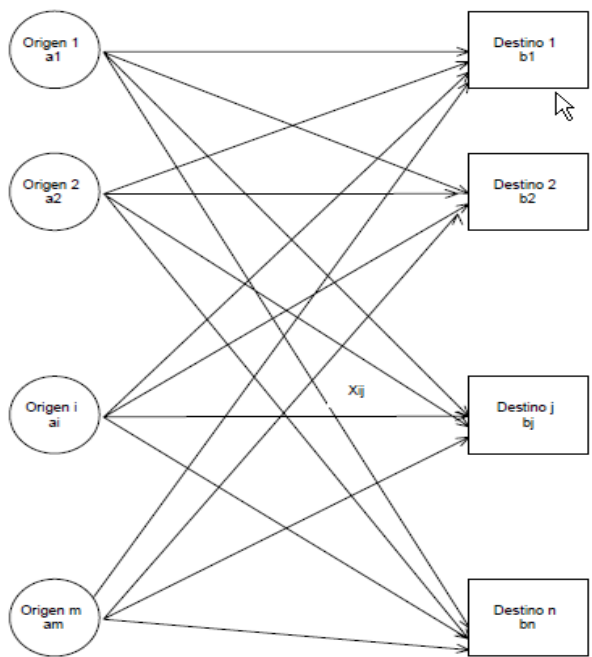 Origen 1
a1
Destino 1
b1
Origen 2
a2
Destino 2
b2
Xij
Origen i
ai
Destino j
bj
Origen m
am
Destino n
bn